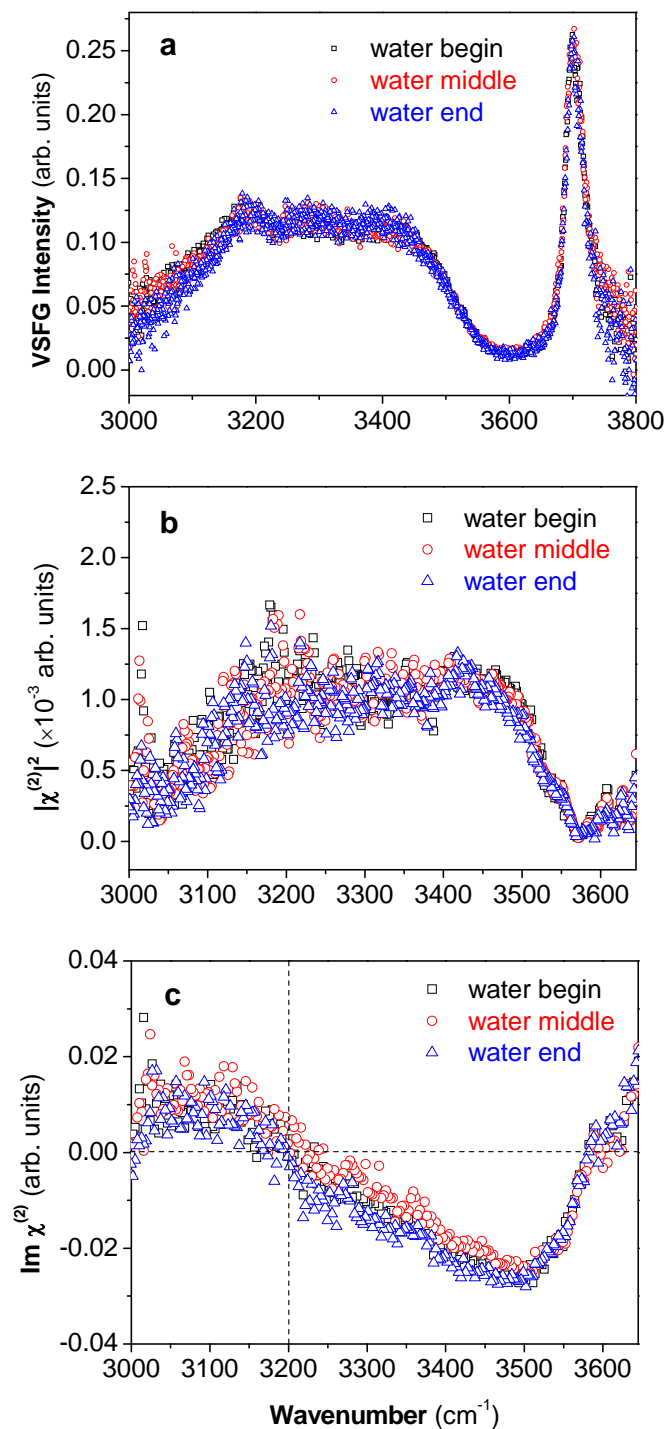 a
water begin
water middle
water end
VSFG Intensity (arb. units)
0.25
0.20
0.15
0.10
0.05
0.00
3000 3200 3400 3600 3800
b
water begin
water middle
water end
|χ(2)|2 (×10-3 arb. units)
2.5
2.0
1.5
1.0
0.5
0.0
3000 3100 3200 3300 3400 3500 3600
c
water begin
water middle
water end
Im χ(2) (arb. units)
0.04
0.02
0.00
-0.02
-0.04
3000 3100 3200 3300 3400 3500 3600
Wavenumber (cm-1)